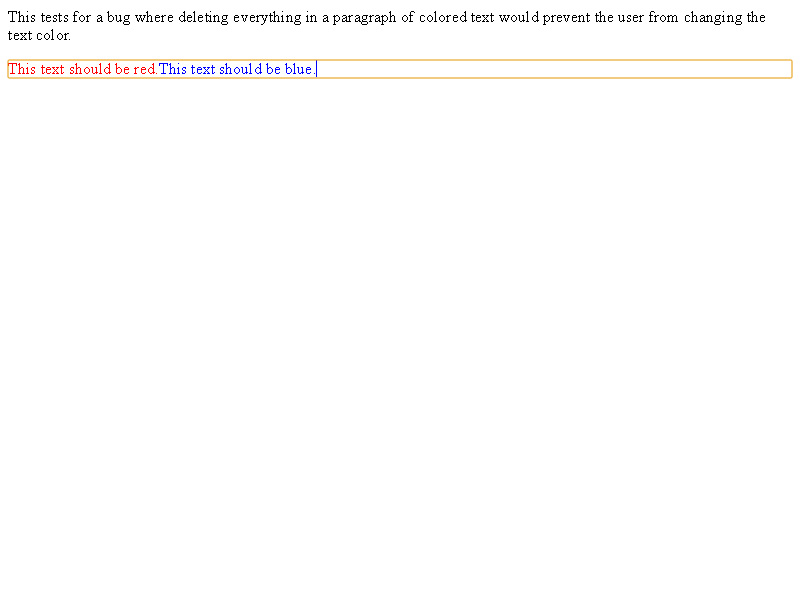 This tests for a bug where deleting everything in a paragraph of colored text would prevent the user from changing the
text color.
This text should be red.This text should be blue.